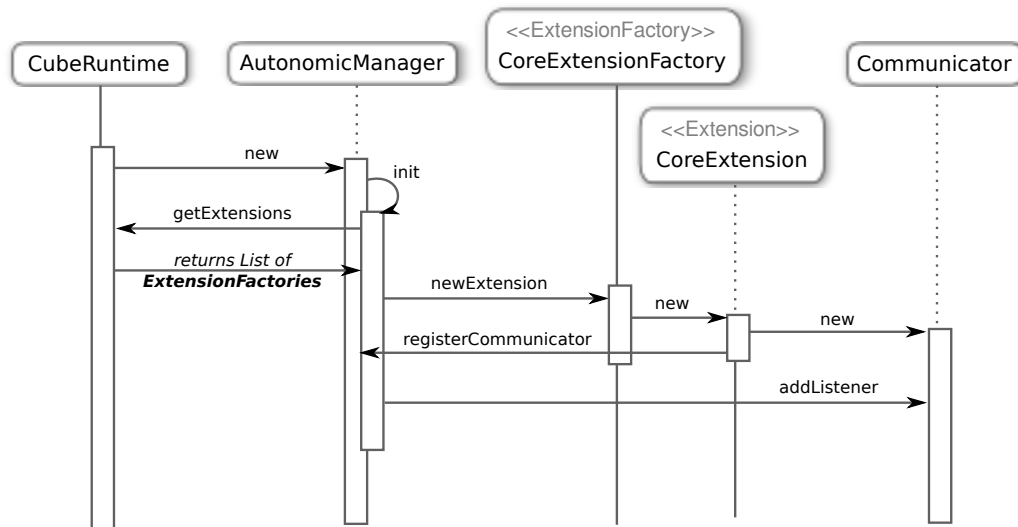 <<ExtensionFactory>>
CoreExtensionFactory
CubeRuntime
AutonomicManager
Communicator
<<Extension>>
CoreExtension
new
init
getExtensions
returns List of
ExtensionFactories
newExtension
new
new
registerCommunicator
addListener